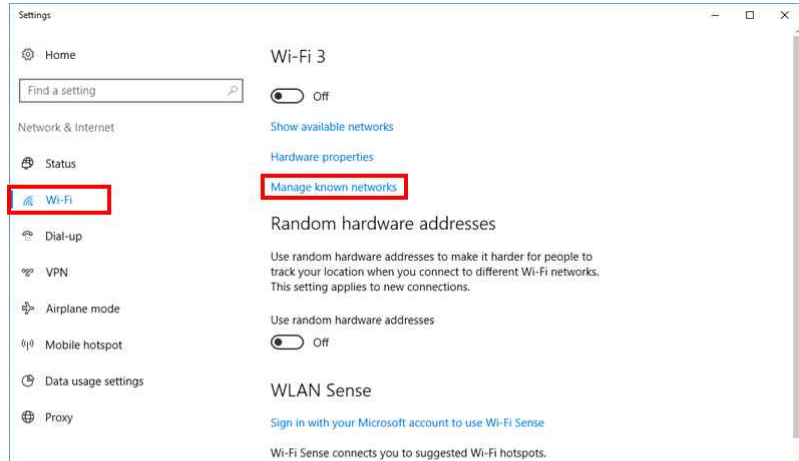 Settings
Home
Find a setting
Network & Internet
Status
Wi-Fi
Dial-up
VPN
Airplane mode
Mobile hotspot
Data usage settings
Proxy
Wi-Fi 3
Off
Show available networks
Hardware properties
Manage known networks
Random hardware addresses
Use random hardware addresses to make it harder for people to
track your location when you connect to different Wi-Fi networks.
This setting applies to new connections.
Use random hardware addresses
Off
WLAN Sense
Sign in with your Microsoft account to use Wi-Fi Sense
Wi-Fi Sense connects you to suggested Wi-Fi hotspots.